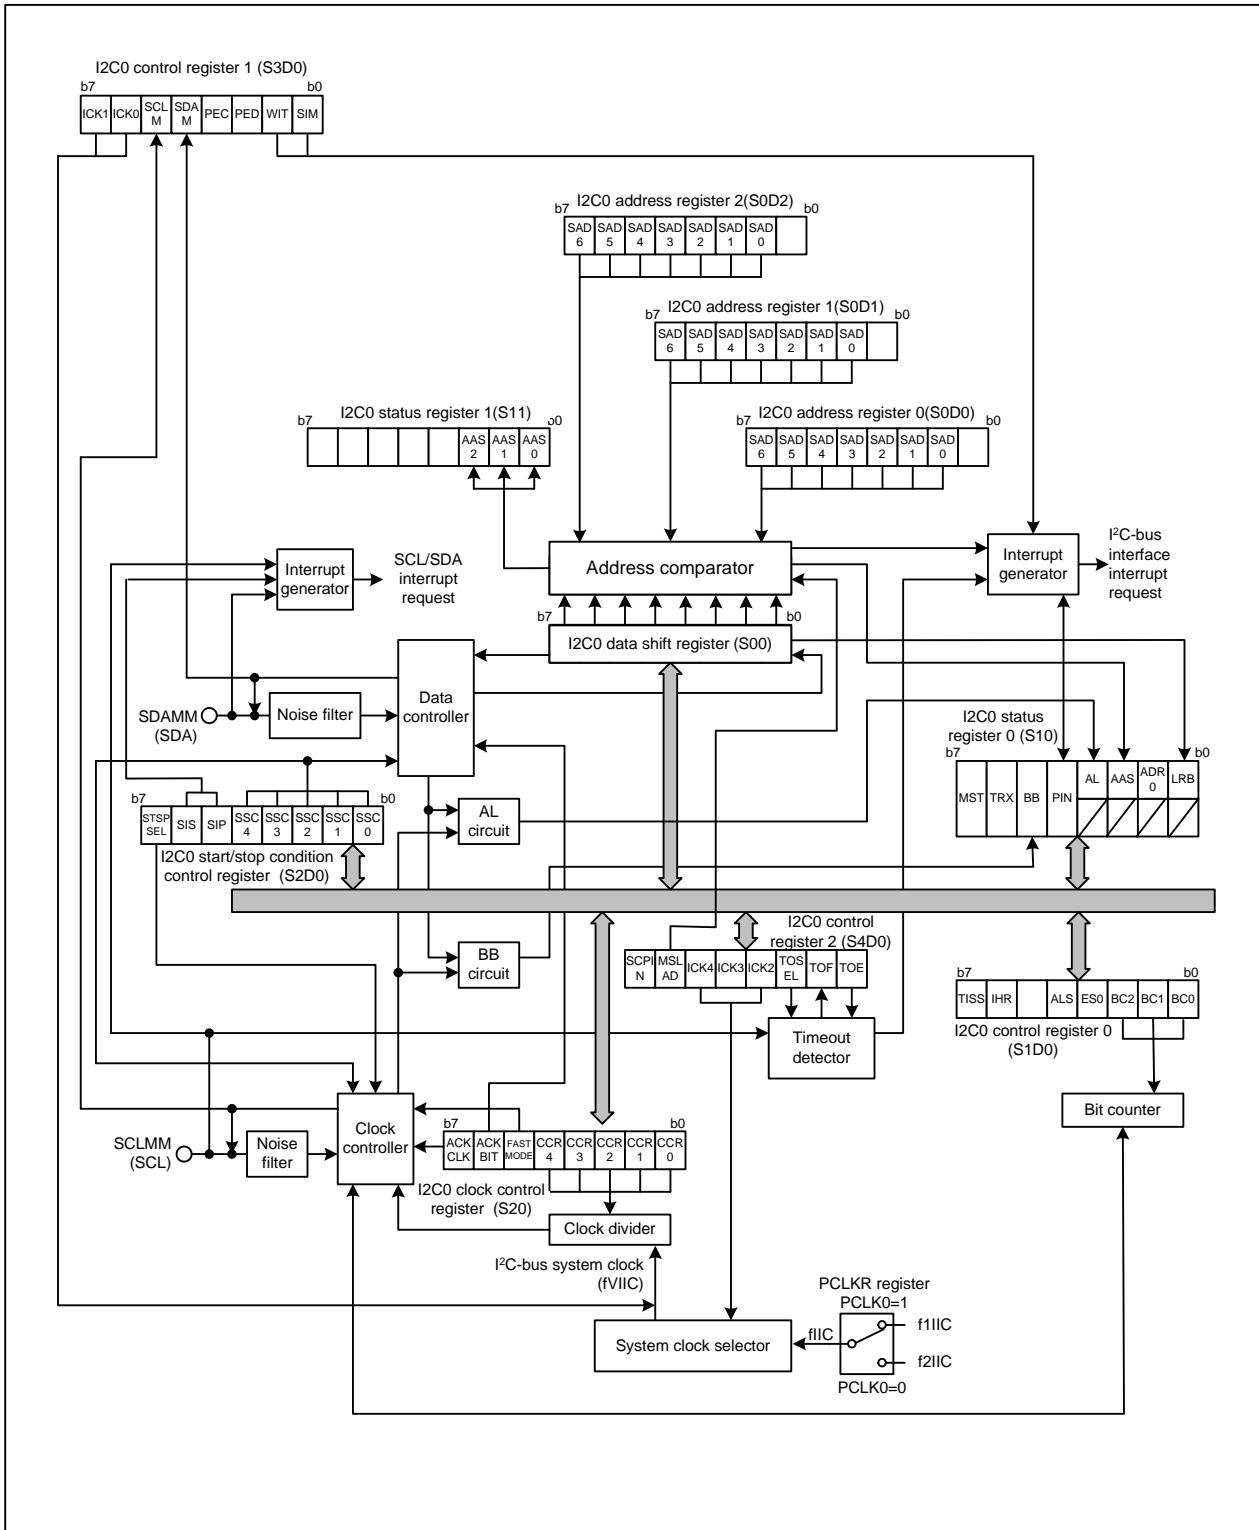 I2C0 control register 1 (S3D0)
b7 b0
ICK1 ICK0 SCL M SDA M PEC PED WIT SIM
I2C0 address register 2(S0D2)
b7 b0
SAD 6 SAD 5 SAD 4 SAD 3 SAD 2 SAD 1 SAD 0
I2C0 address register 1(S0D1)
b7 b0
SAD 6 SAD 5 SAD 4 SAD 3 SAD 2 SAD 1 SAD 0
I2C0 status register 1(S11)
b7 b0
AAS 2 AAS 1 AAS 0
I2C0 address register 0(S0D0)
b7 b0
SAD 6 SAD 5 SAD 4 SAD 3 SAD 2 SAD 1 SAD 0
Interrupt
generator
SCL/SDA
interrupt
request
Address comparator
Interrupt
generator
I²C-bus
interface
interrupt
request
b7 b0
I2C0 data shift register (S00)
Data
controller
SDAMM
(SDA)
Noise filter
I2C0 status
register 0 (S10)
b7 b0
MST TRX BB PIN AL AAS ADR 0 LRB
b7 b0
STSP SEL SIS SIP SSC 4 SSC 3 SSC 2 SSC 1 SSC 0
I2C0 start/stop condition
control register (S2D0)
AL
circuit
BB
circuit
I2C0 control
register 2 (S4D0)
SCPI N MSL AD ICK4 ICK3 ICK2 TOS EL TOF TOE
Timeout
detector
b7 b0
TISS IHR ALS ES0 BC2 BC1 BC0
I2C0 control register 0
(S1D0)
Bit counter
SCLMM
(SCL)
Noise
filter
Clock
controller
b7 b0
ACK CLK ACK BIT FAST MODE CCR 4 CCR 3 CCR 2 CCR 1 CCR 0
I2C0 clock control
register (S20)
Clock divider
I²C-bus system clock
(fVIIC)
System clock selector
fIIC
PCLKR register
PCLK0=1
f1IIC
f2IIC
PCLK0=0